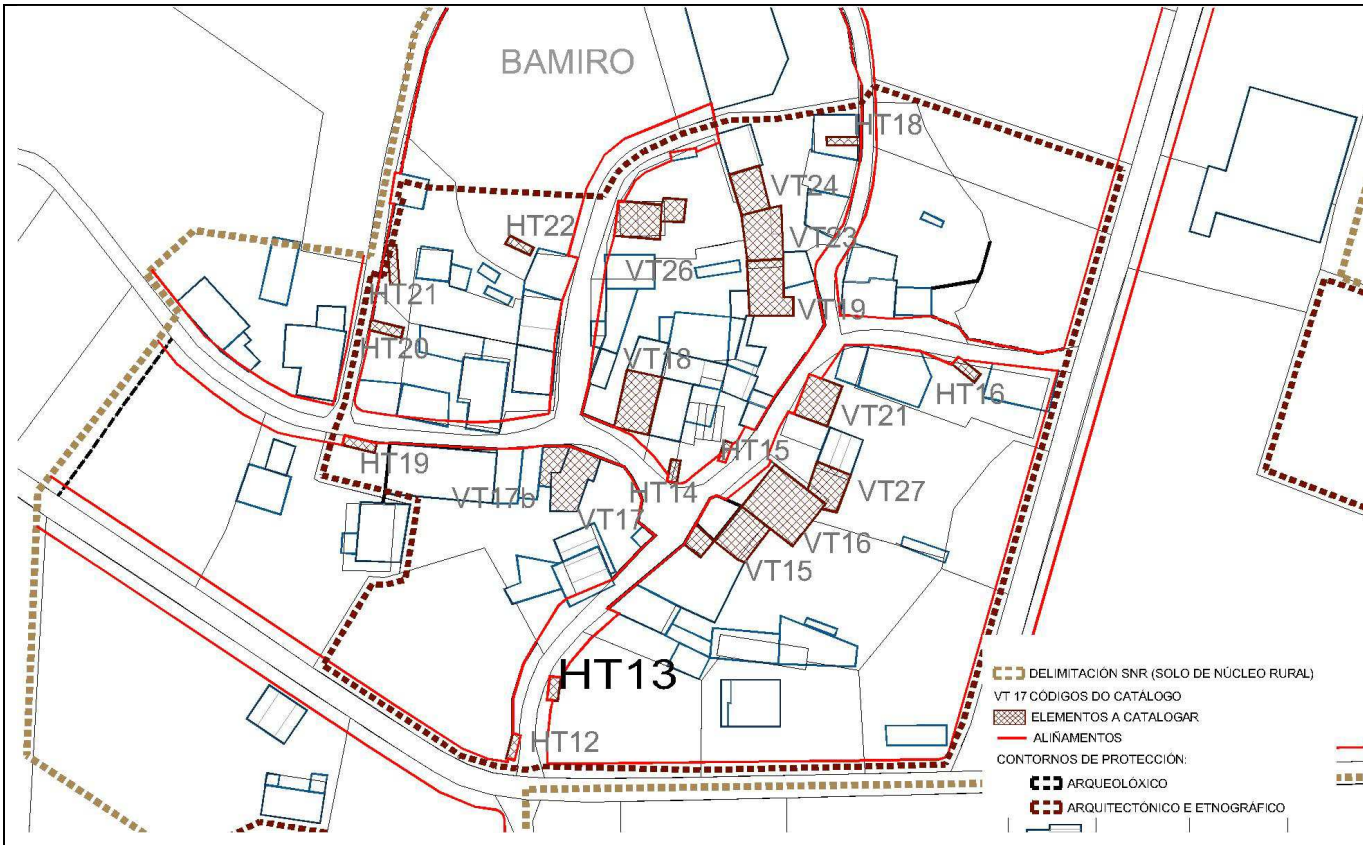 BAMIRO
HT18
VT24
HT22
VT23
VT26
HT21
VT19
HT20
VT18
HT16
VT21
HT15
HT19
HT14
VT17b
VT27
VT17
VT16
VT15
HT13
HT12
DELIMITACIÓN SNR (SOLO DE NÚCLEO RURAL)
VT 17 CÓDIGOS DO CATÁLOGO
ELEMENTOS A CATALOGAR
ALIÑAMENTOS
CONTORNOS DE PROTECCIÓN:
ARQUEOLÓXICO
ARQUITECTÓNICO E ETNOGRÁFICO